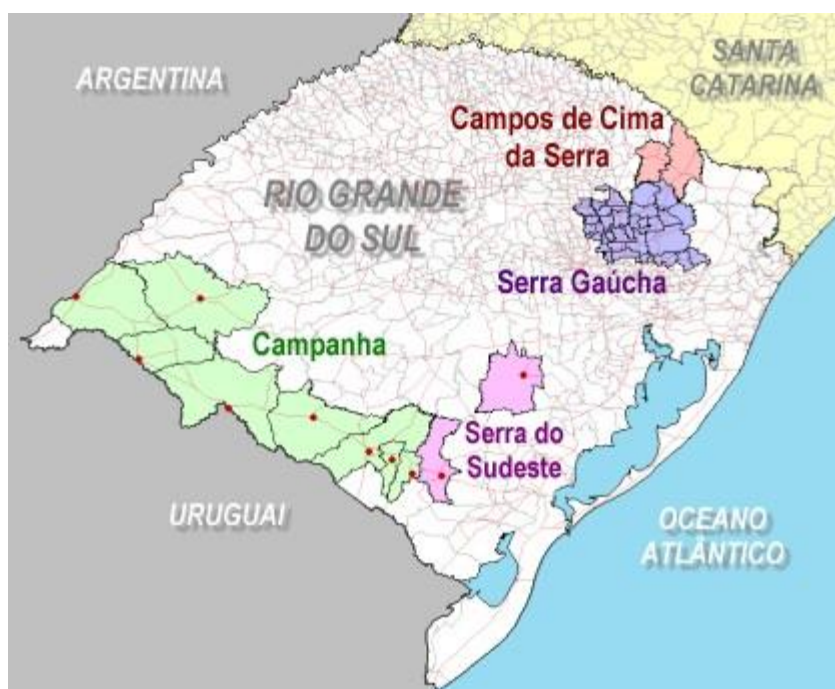 ARGENTINA
SANTA
CATARINA
Campos de Cima
da Serra
RIO GRANDE
DO SUL
Serra Gaúcha
Campanha
Serra do
Sudeste
URUGUAI
OCEANO
ATLÂNTICO